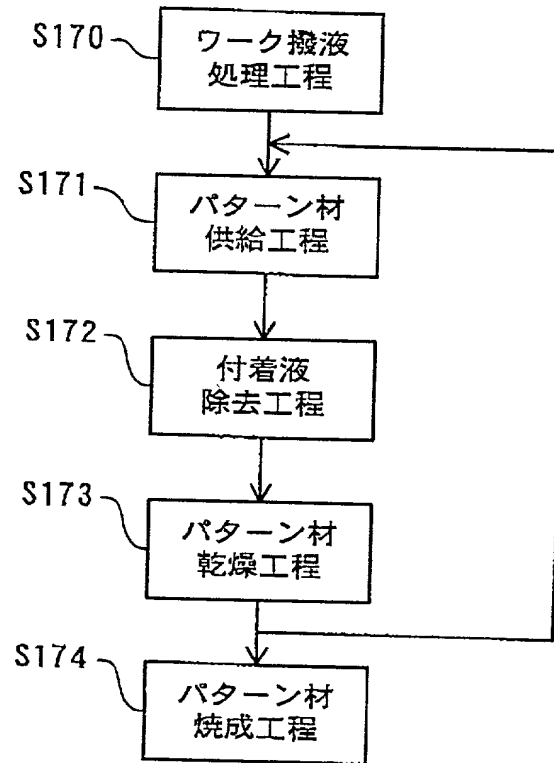 S170
ワーク撥液
処理工程
S171
パターン材
供給工程
S172
付着液
除去工程
S173
パターン材
乾燥工程
S174
パターン材
焼成工程